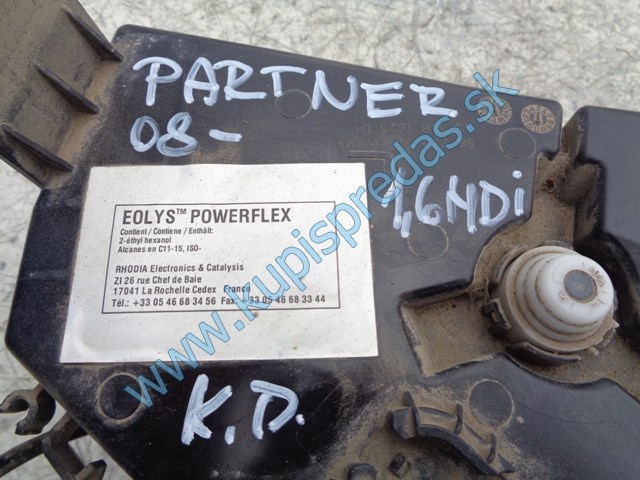 PARTNER
08-
1,6 HDi
EOLYS™ POWERFLEX
Contient / Contiene / Enthält:
2-éthyl hexanol
Alcanes en C11-15, ISO-
RHODIA Electronics & Catalysis
ZI 26 rue Chef de Baie
17041 La Rochelle Cedex France
Tél.: +33 05 46 68 34 56 Fax: +33 05 46 68 33 44
K.D.
www.kupispredas.sk